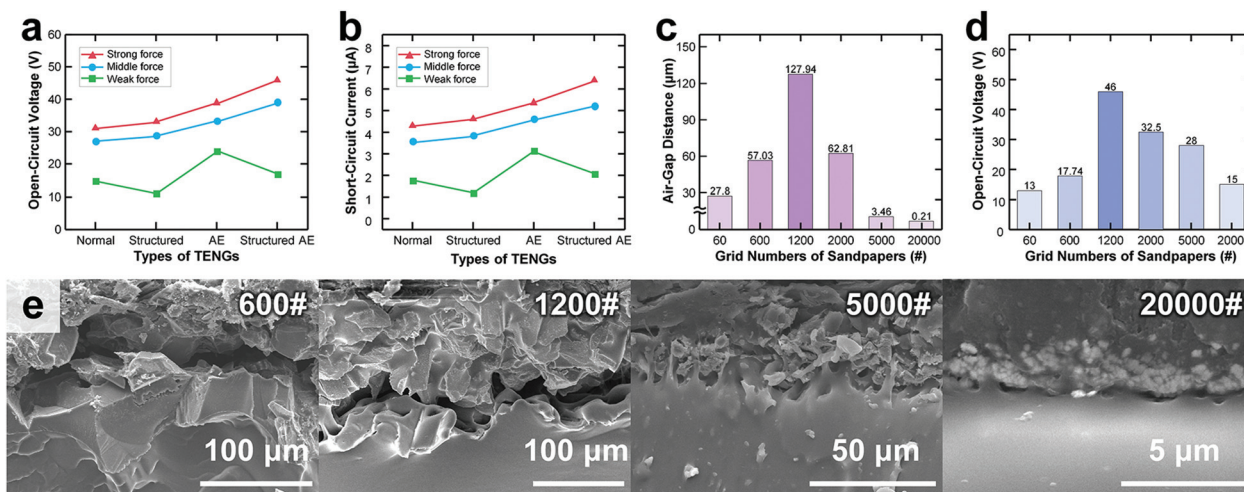 a
60
50
40
30
20
10
0
Open-Circuit Voltage (V)
Strong force
Middle force
Weak force
Normal Structured AE Structured AE
Types of TENGs
b
8
7
6
5
4
3
2
1
0
Short-Circuit Current (μA)
Strong force
Middle force
Weak force
Normal Structured AE Structured AE
Types of TENGs
c
150
120
90
60
30
Air-Gap Distance (μm)
27.8
57.03
127.94
62.81
3.46
0.21
60 600 1200 2000 5000 20000
Grid Numbers of Sandpapers (#)
d
60
50
40
30
20
10
0
Open-Circuit Voltage (V)
13
17.74
46
32.5
28
15
60 600 1200 2000 5000 20000
Grid Numbers of Sandpapers (#)
e
600#
100 μm
1200#
100 μm
5000#
50 μm
20000#
5 μm